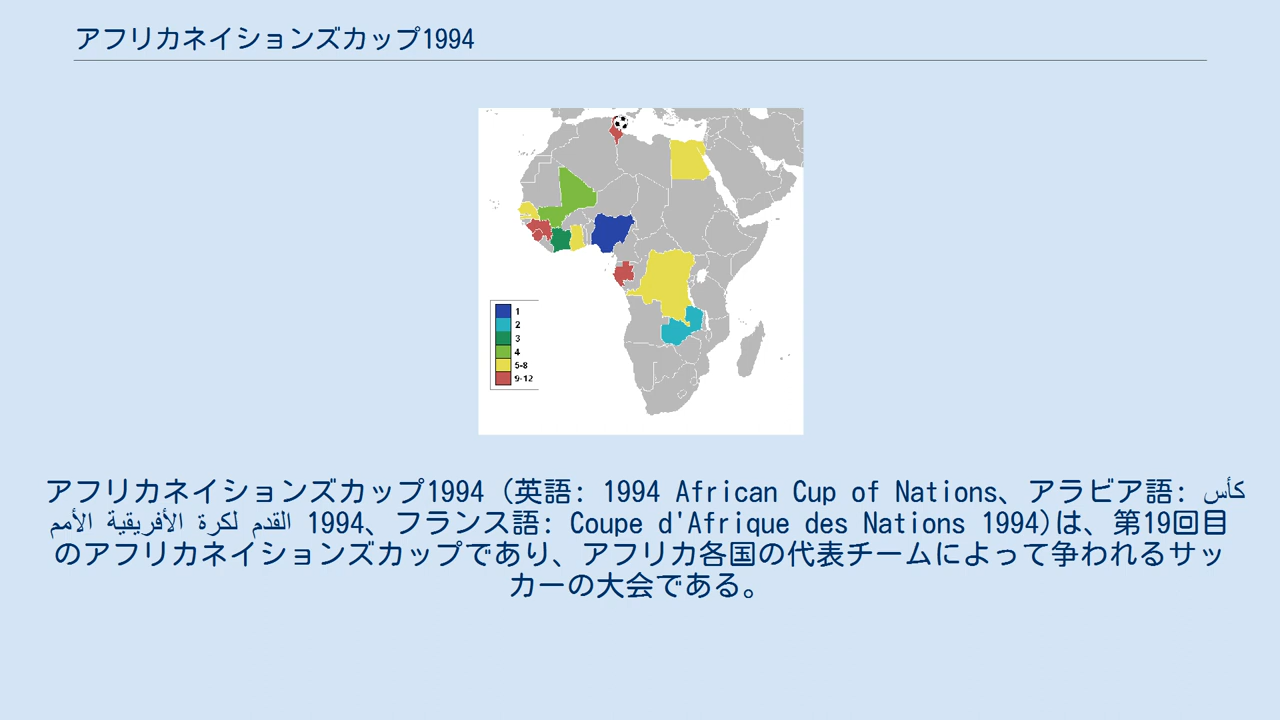 アフリカネイションズカップ1994
1
2
3
4
5-8
9-12
アフリカネイションズカップ1994（英語: 1994 African Cup of Nations、アラビア語: كأس
الأمم الأفريقية لكرة القدم 1994、フランス語: Coupe d'Afrique des Nations 1994)は、第19回目
のアフリカネイションズカップであり、アフリカ各国の代表チームによって争われるサッ
カーの大会である。